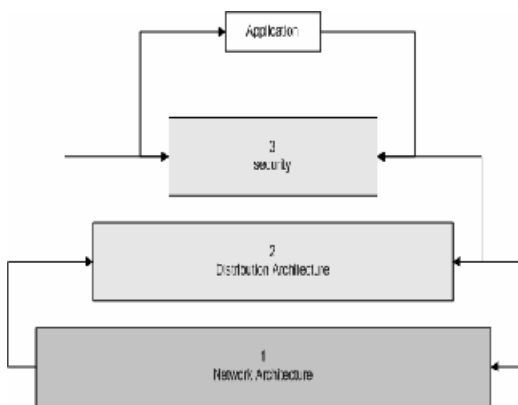 Application
3
security
2
Distribution Architecture
1
Network Architecture